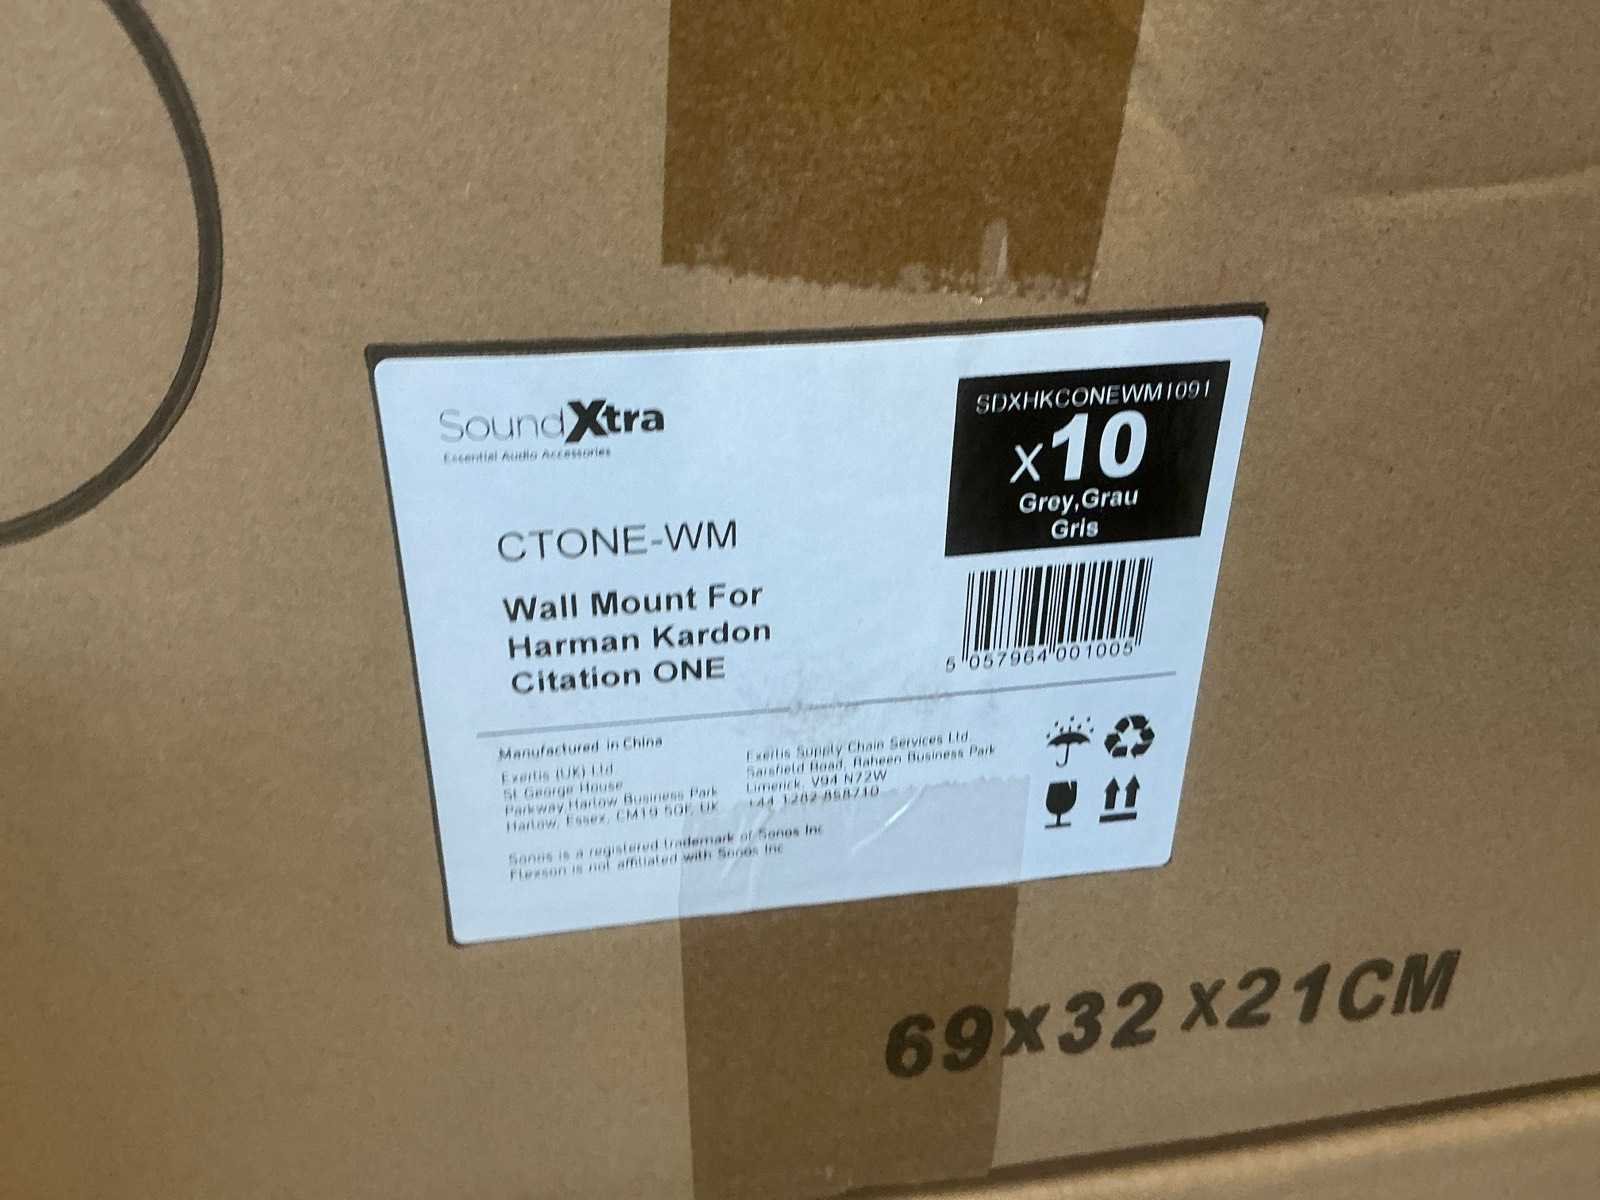 SoundXtra
Essential Audio Accessories
SDXHKCONEWM1091
x10
Grey,Grau
Gris
CTONE-WM
Wall Mount For
Harman Kardon
Citation ONE
5 057964 001005
Manufactured in China
Exertis (UK) Ltd
St George House
Parkway, Harlow Business Park
Harlow, Essex, CM19 5QF, UK
Exertis Supply Chain Services Ltd
Sarsfield Road, Raheen Business Park
Limerick, V94 N72W
+44 1282 858710
Sonos is a registered trademark of Sonos Inc
Flexson is not affiliated with Sonos Inc
69x32x21CM